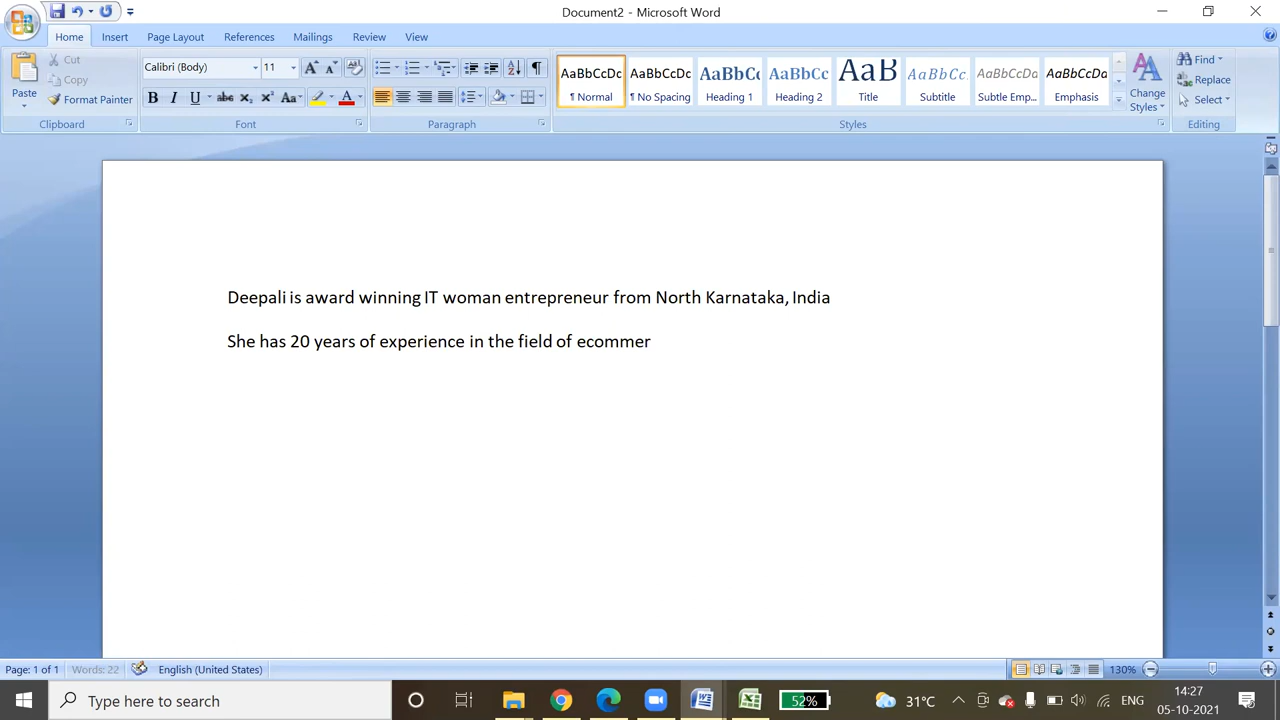 Document2 - Microsoft Word
Home Insert Page Layout References Mailings Review View
Paste
Cut
Copy
Format Painter
Clipboard
Calibri (Body) 11
B I U abc x₂ x² Aa
Font
Paragraph
AaBbCcDc AaBbCcDc AaBbCc AaBbCc AaB AaBbCc. AaBbCcDa AaBbCcDa
¶ Normal ¶ No Spacing Heading 1 Heading 2 Title Subtitle Subtle Emp... Emphasis
Change Styles
Styles
Find
Replace
Select
Editing
Deepali is award winning IT woman entrepreneur from North Karnataka, India
She has 20 years of experience in the field of ecommer
Page: 1 of 1 Words: 22 English (United States) 130%
Type here to search 52% 31°C ENG 14:27
05-10-2021